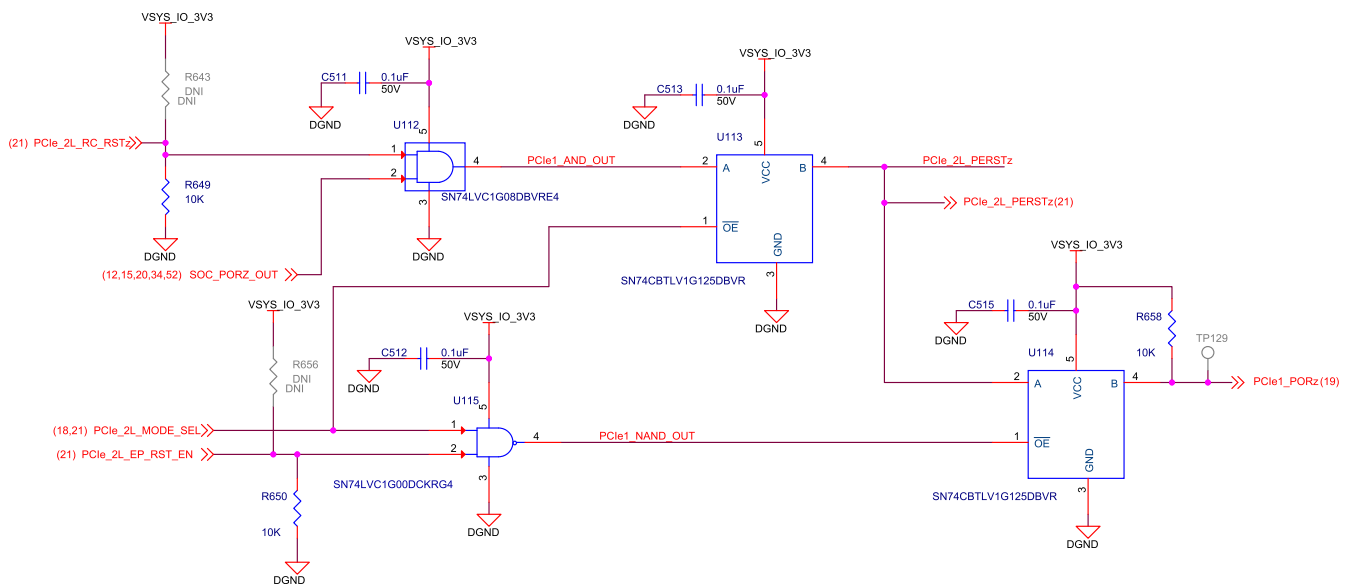 VSYS_IO_3V3
R643
DNI
DNI
(21) PCIe_2L_RC_RSTz
R649
10K
DGND
(12,15,20,34,52) SOC_PORZ_OUT
VSYS_IO_3V3
C511 0.1uF
50V
DGND
U112
5
1
2
4
3
SN74LVC1G08DBVRE4
DGND
PCIe1_AND_OUT
VSYS_IO_3V3
C513 0.1uF
50V
DGND
U113
5
2 A VCC B 4
1 OE
GND
3
SN74CBTLV1G125DBVR
DGND
PCIe_2L_PERSTz
PCIe_2L_PERSTz(21)
VSYS_IO_3V3
R656
DNI
DNI
(18,21) PCIe_2L_MODE_SEL
(21) PCIe_2L_EP_RST_EN
R650
10K
DGND
VSYS_IO_3V3
C512 0.1uF
50V
DGND
U115
5
1
2
4
3
SN74LVC1G00DCKRG4
DGND
PCIe1_NAND_OUT
VSYS_IO_3V3
C515 0.1uF
50V
DGND
R658
10K
TP129
U114
5
2 A VCC B 4
1 OE
GND
3
SN74CBTLV1G125DBVR
DGND
PCIe1_PORz(19)